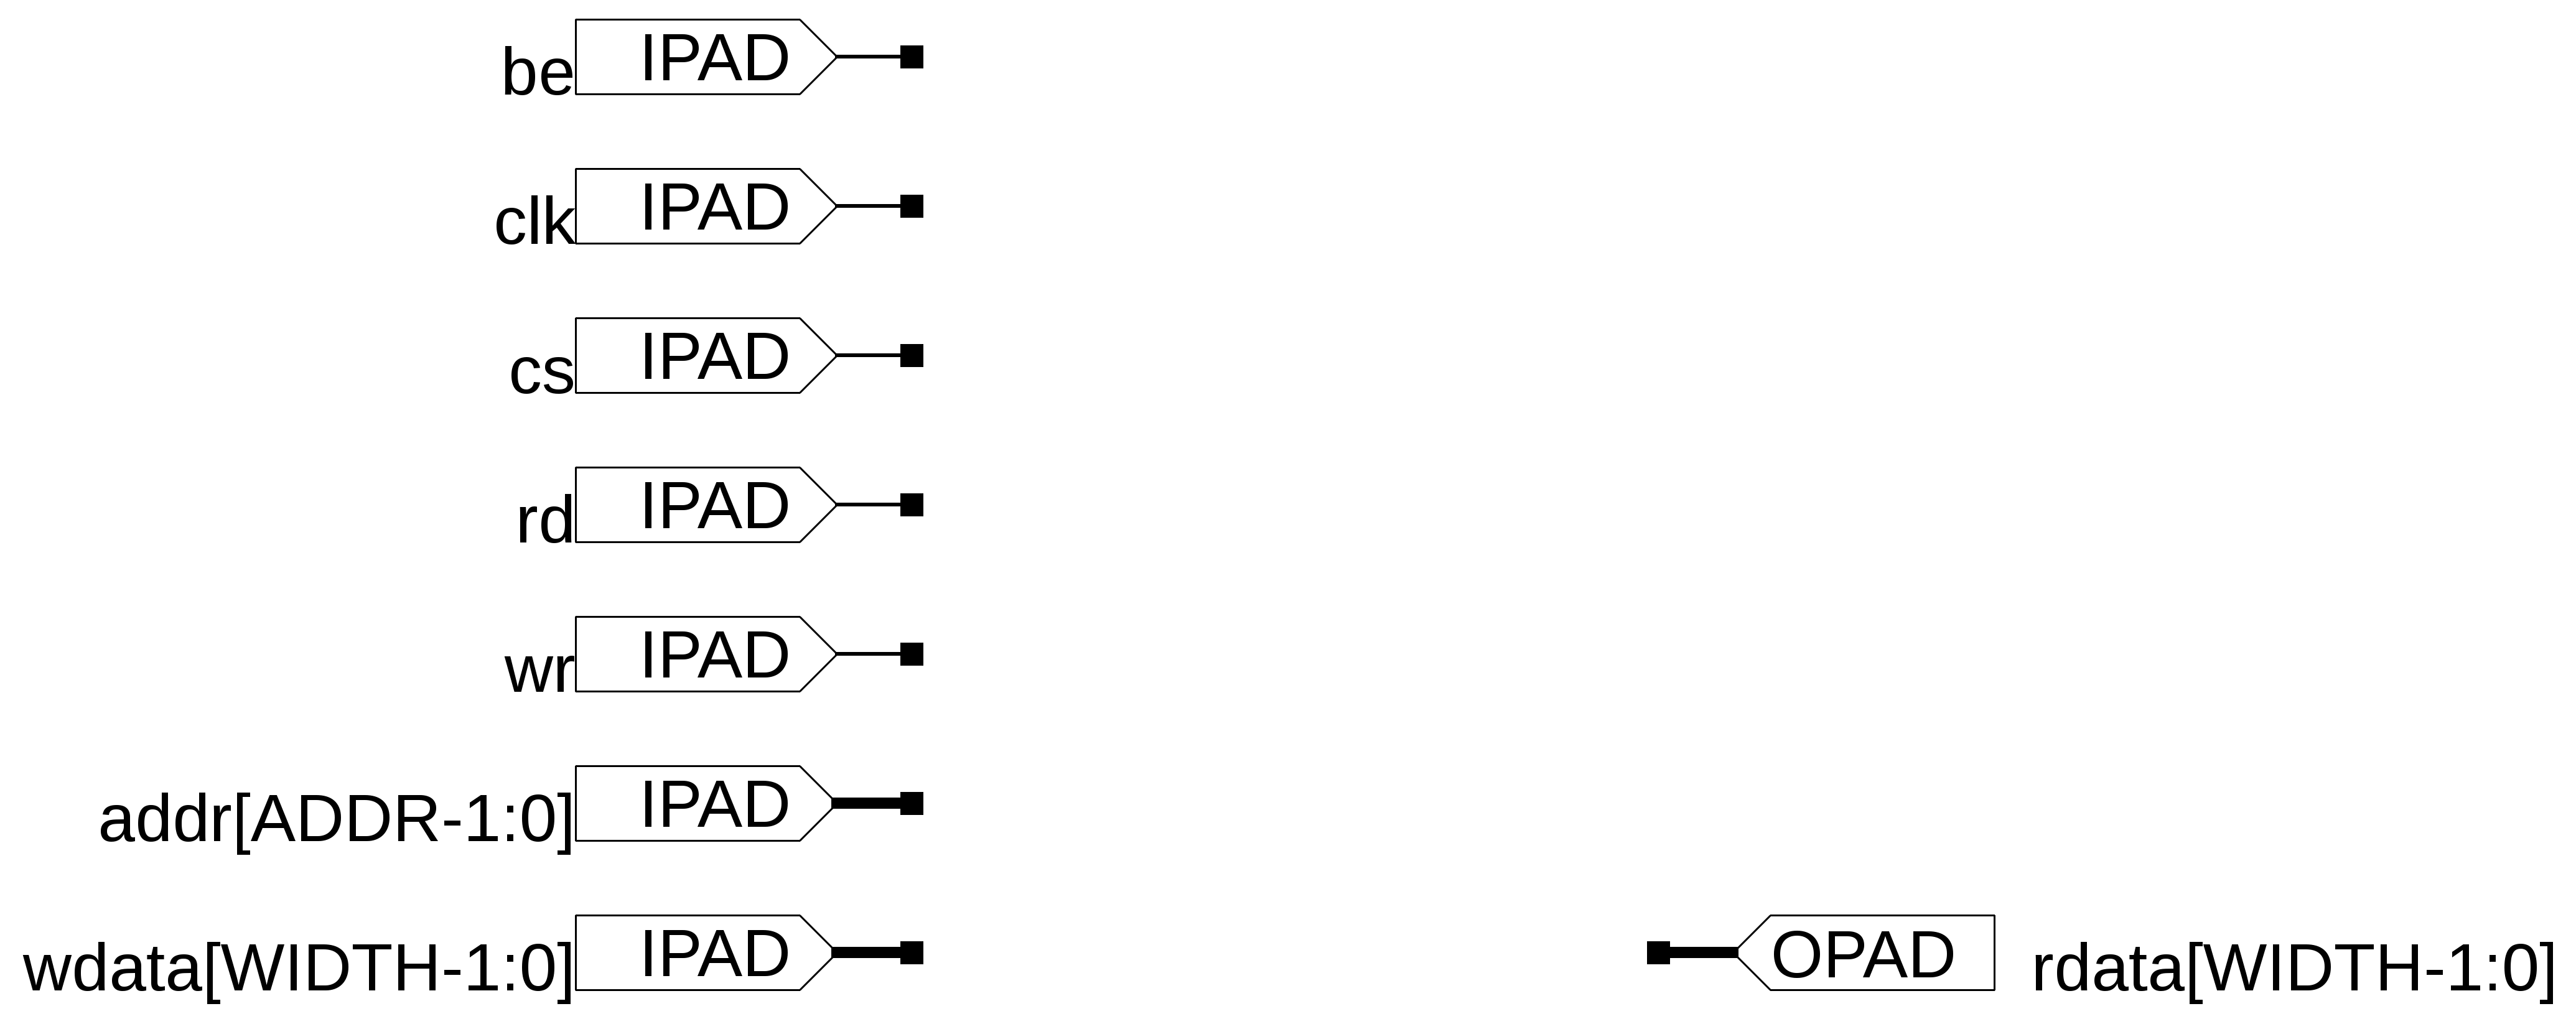 be IPAD
clk IPAD
cs IPAD
rd IPAD
wr IPAD
addr[ADDR-1:0] IPAD
wdata[WIDTH-1:0] IPAD OPAD rdata[WIDTH-1:0]